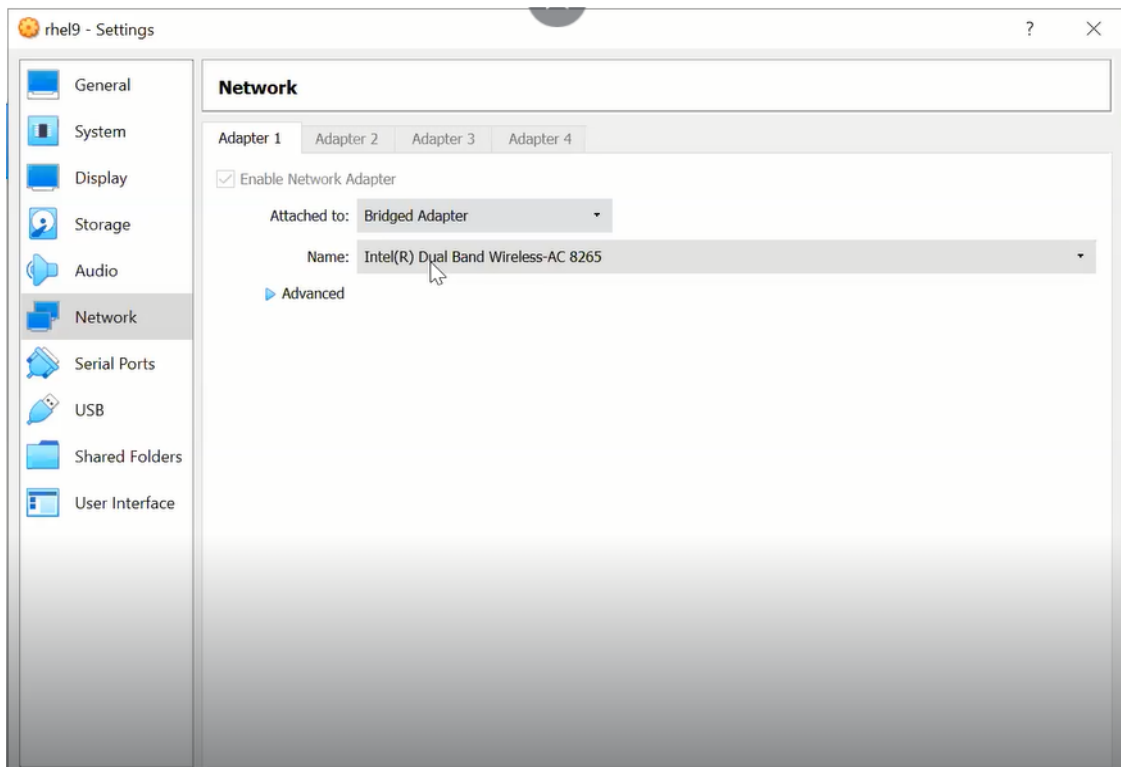 rhel9 - Settings
?
General
System
Display
Storage
Audio
Network
Serial Ports
USB
Shared Folders
User Interface
Network
Adapter 1 Adapter 2 Adapter 3 Adapter 4
Enable Network Adapter
Attached to: Bridged Adapter
Name: Intel(R) Dual Band Wireless-AC 8265
Advanced